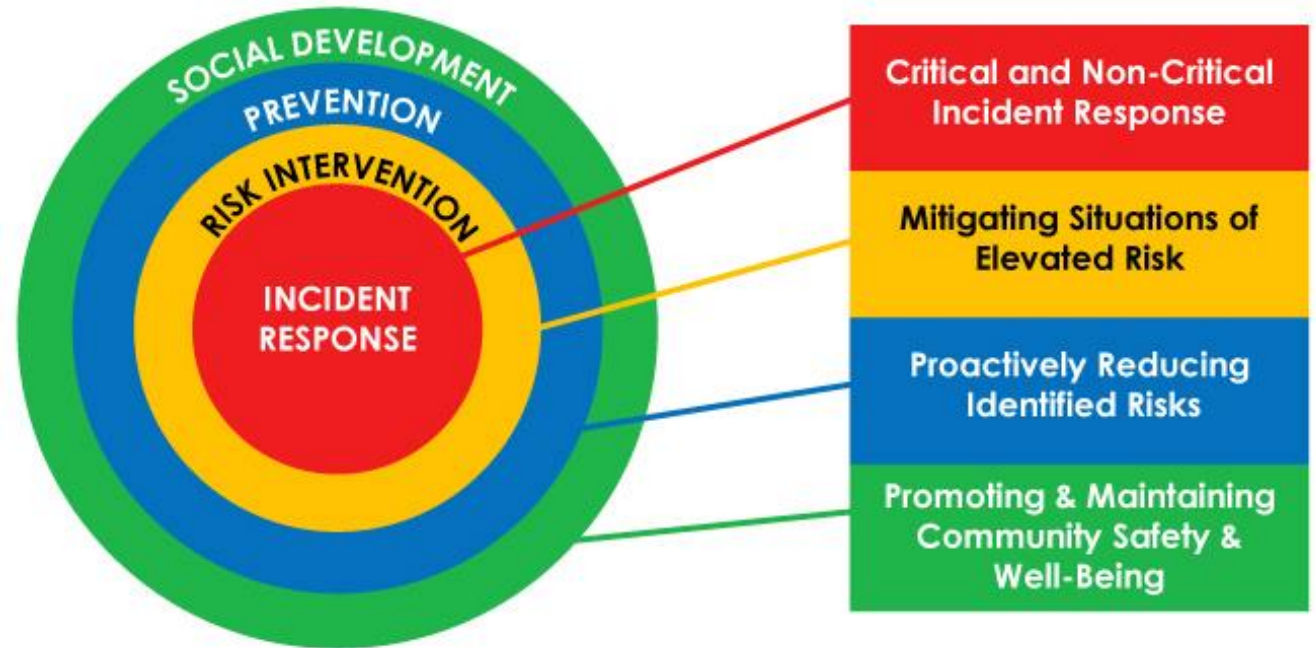 SOCIAL DEVELOPMENT
PREVENTION
RISK INTERVENTION
INCIDENT
RESPONSE
Critical and Non-Critical
Incident Response
Mitigating Situations of
Elevated Risk
Proactively Reducing
Identified Risks
Promoting & Maintaining
Community Safety &
Well-Being